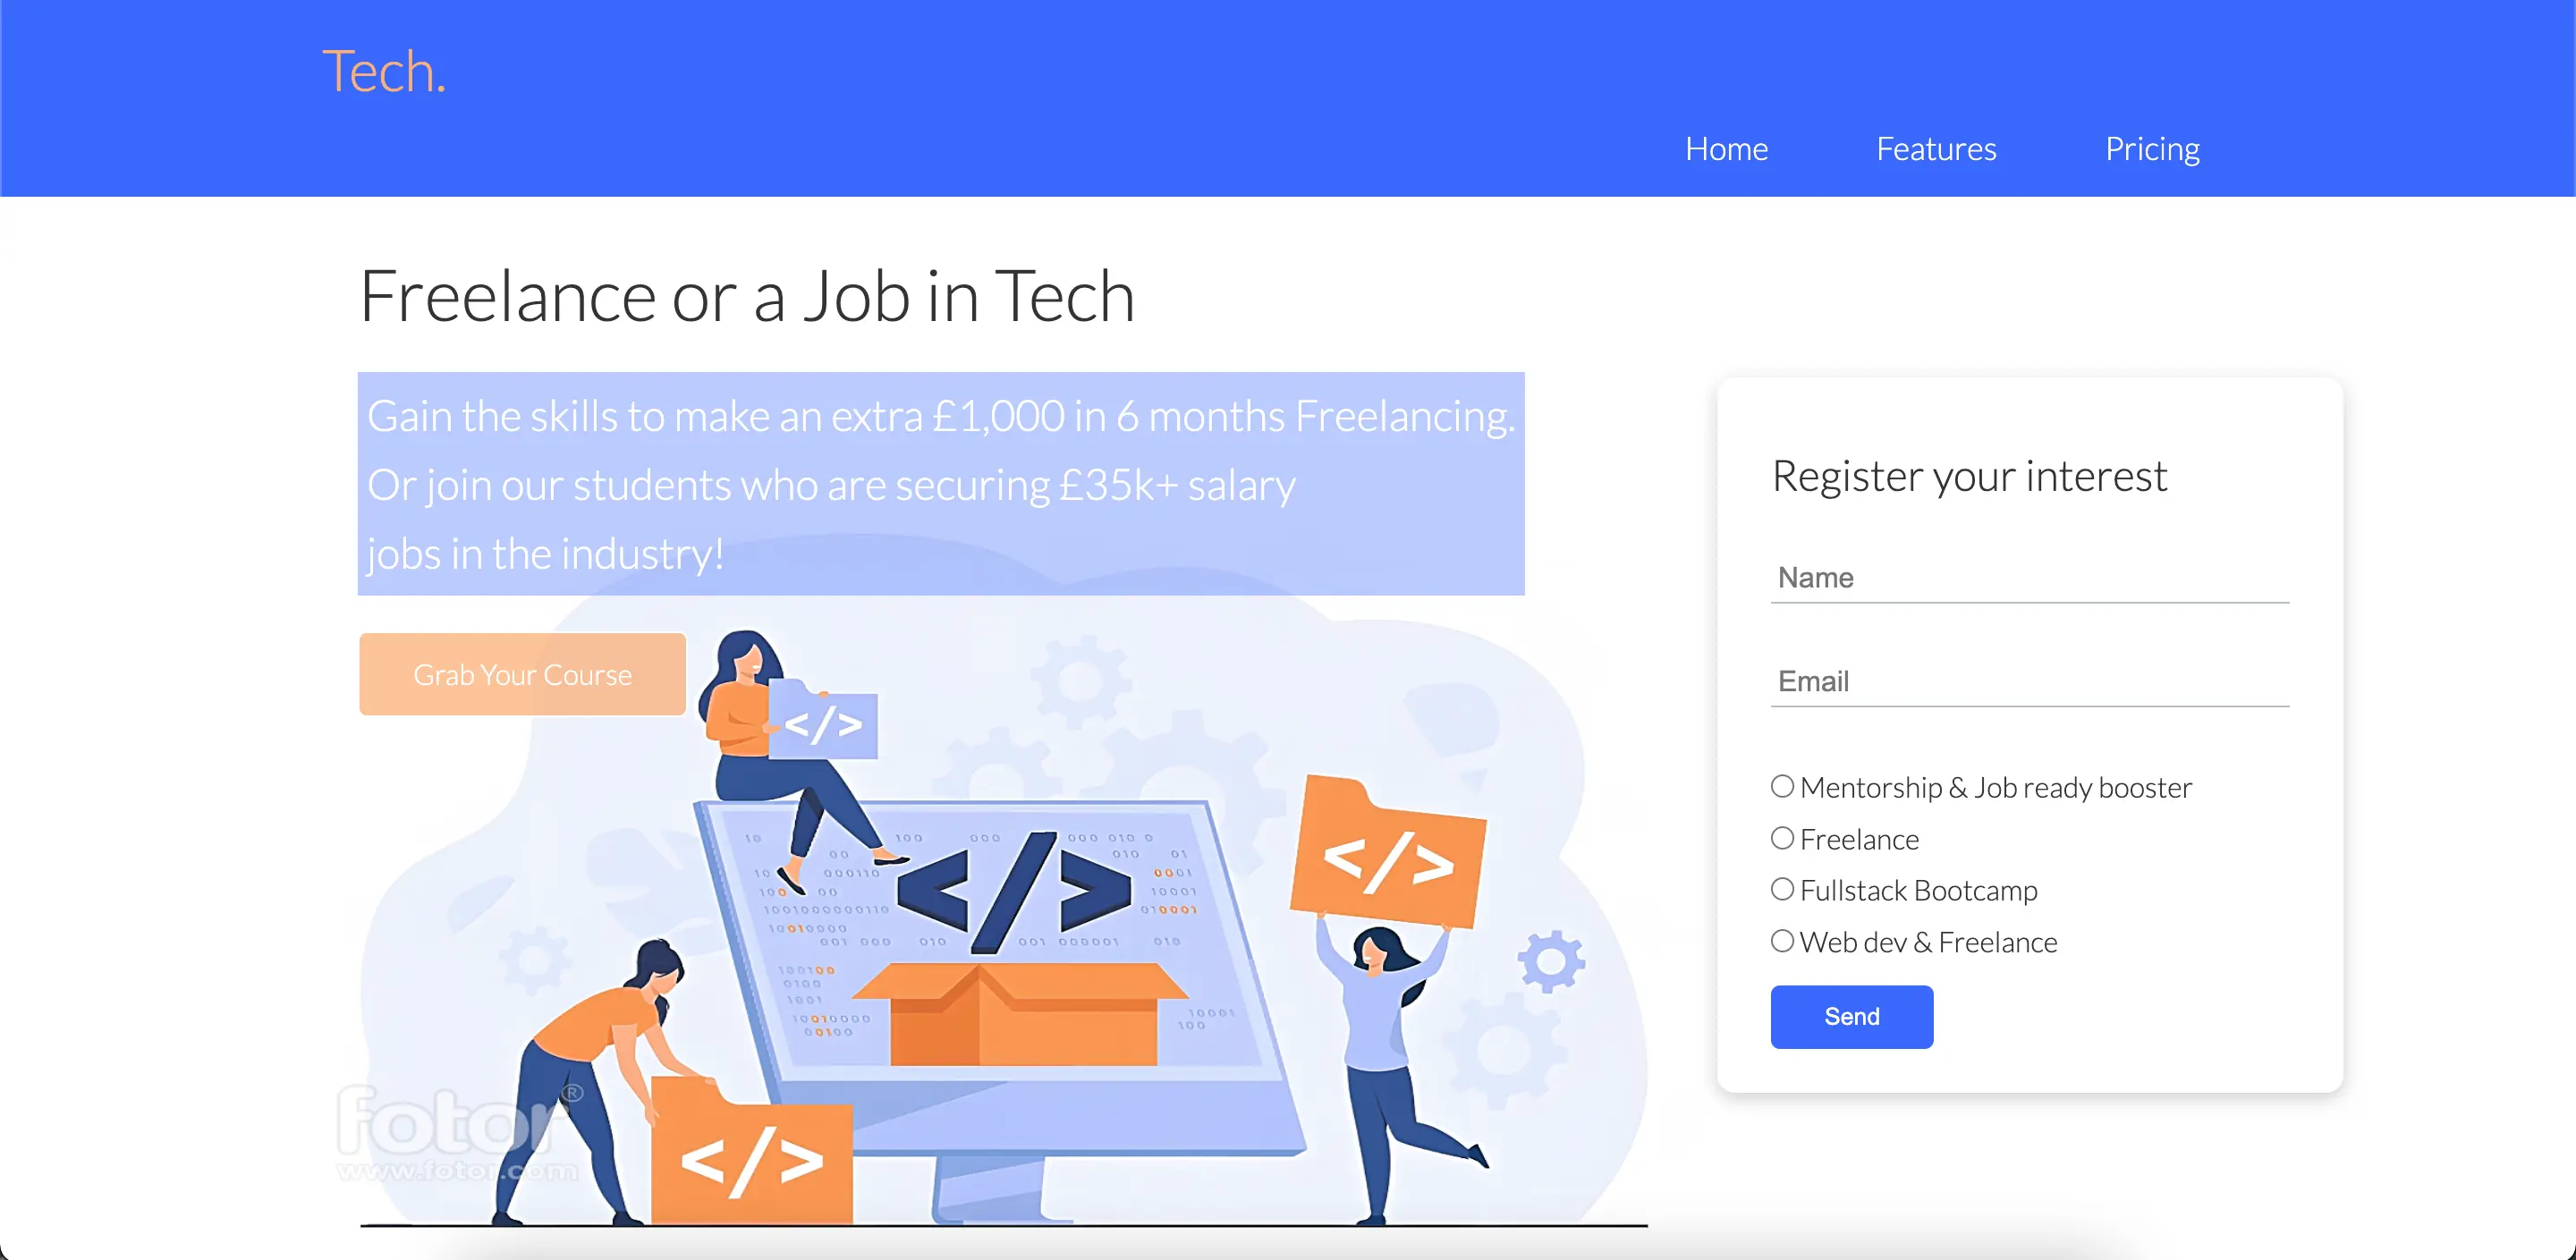 Tech.
Home Features Pricing
Freelance or a Job in Tech
Gain the skills to make an extra £1,000 in 6 months Freelancing.
Or join our students who are securing £35k+ salary
jobs in the industry!
Grab Your Course
</>
</>
</>
</>
fotor®
www.fotor.com
Register your interest
Name
Email
Mentorship & Job ready booster
Freelance
Fullstack Bootcamp
Web dev & Freelance
Send